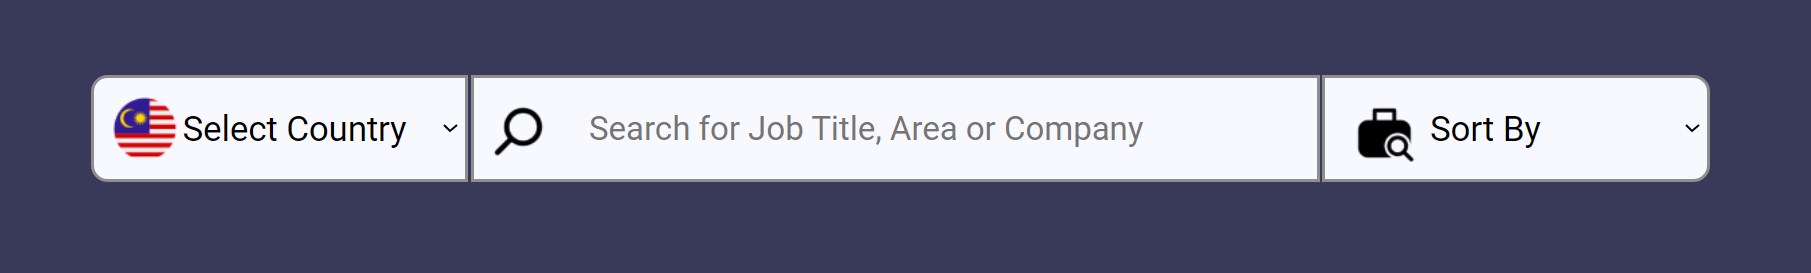 Select Country
Search for Job Title, Area or Company
Sort By